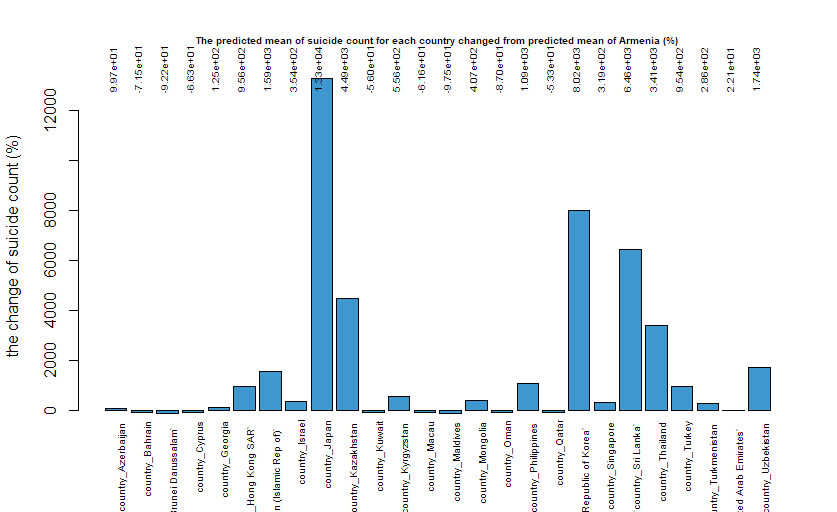 The predicted mean of suicide count for each country changed from predicted mean of Armenia (%)
9.97e+01
-7.15e+01
-9.22e+01
-6.63e+01
1.25e+02
9.56e+02
1.59e+03
3.54e+02
1.33e+04
4.49e+03
-5.60e+01
5.56e+02
-6.16e+01
-9.75e+01
4.07e+02
-8.70e+01
1.09e+03
-5.33e+01
8.02e+03
3.19e+02
6.46e+03
3.41e+03
9.54e+02
2.86e+02
2.21e+01
1.74e+03
the change of suicide count (%)
12000
8000
6000
4000
2000
0
country_Azerbaijan
country_Bahrain
Brunei Darussalam`
country_Cyprus
country_Georgia
_Hong Kong SAR`
n (Islamic Rep of)`
country_Israel
country_Japan
country_Kazakhstan
country_Kuwait
country_Kyrgyzstan
country_Macau
country_Maldives
country_Mongolia
country_Oman
country_Philippines
country_Qatar
Republic of Korea`
country_Singapore
country_Sri Lanka`
country_Thailand
country_Turkey
country_Turkmenistan
ted Arab Emirates`
country_Uzbekistan